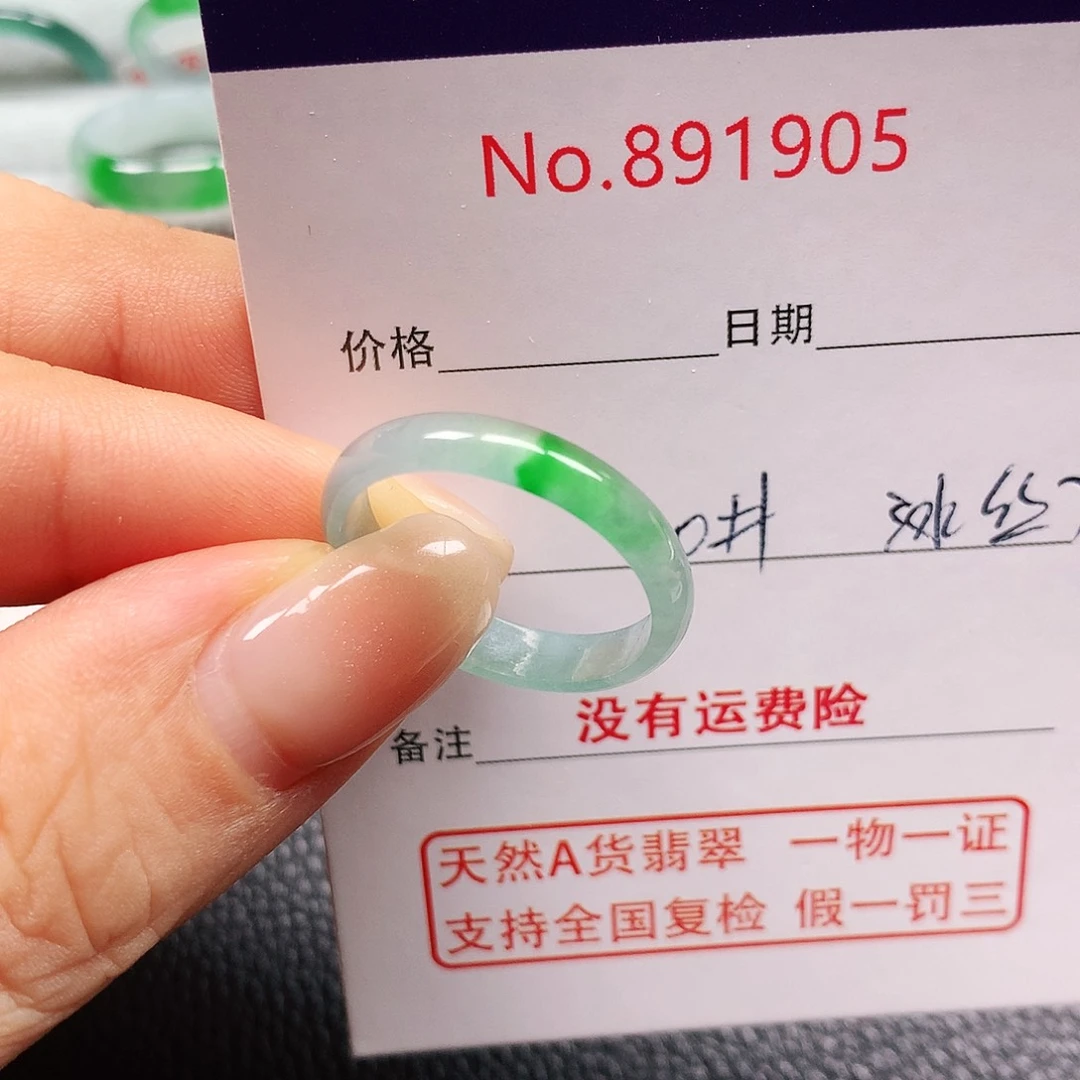 No.891905
价格 日期
冰丝
备注 没有运费险
天然A货翡翠 一物一证
支持全国复检 假一罚三